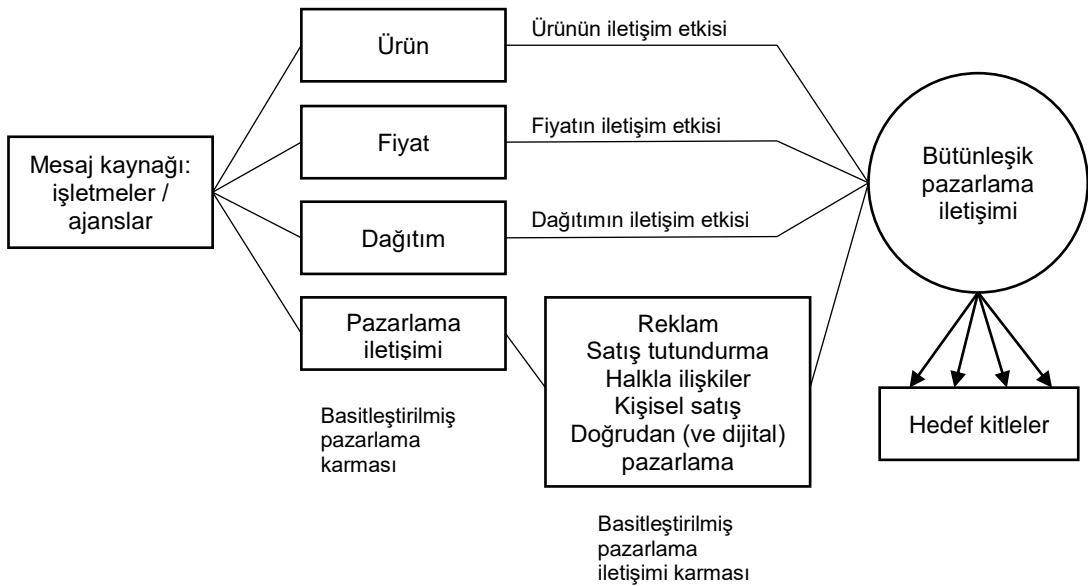 Mesaj kaynağı:
işletmeler /
ajanslar
Ürün
Fiyat
Dağıtım
Pazarlama
iletişimi
Basitleştirilmiş
pazarlama
karması
Ürünün iletişim etkisi
Fiyatın iletişim etkisi
Dağıtımın iletişim etkisi
Reklam
Satış tutundurma
Halkla ilişkiler
Kişisel satış
Doğrudan (ve dijital)
pazarlama
Basitleştirilmiş
pazarlama
iletişimi karması
Bütünleşik
pazarlama
iletişimi
Hedef kitleler